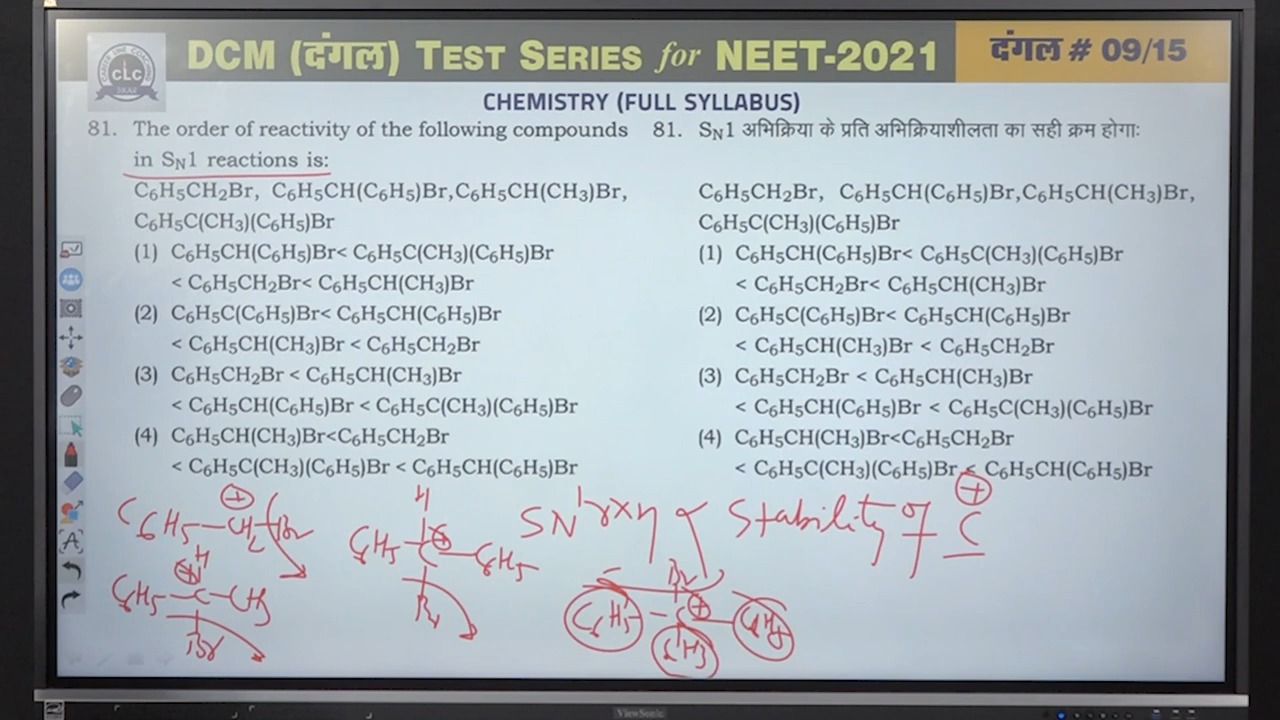 DCM (दंगल) TEST SERIES for NEET-2021
दंगल # 09/15
CLC
SIKAR
CHEMISTRY (FULL SYLLABUS)
81. The order of reactivity of the following compounds
in SN1 reactions is:
C6H5CH2Br, C6H5CH(C6H5)Br,C6H5CH(CH3)Br,
C6H5C(CH3)(C6H5)Br
(1) C6H5CH(C6H5)Br< C6H5C(CH3)(C6H5)Br
< C6H5CH2Br< C6H5CH(CH3)Br
(2) C6H5C(C6H5)Br< C6H5CH(C6H5)Br
< C6H5CH(CH3)Br < C6H5CH2Br
(3) C6H5CH2Br < C6H5CH(CH3)Br
< C6H5CH(C6H5)Br < C6H5C(CH3)(C6H5)Br
(4) C6H5CH(CH3)Br<C6H5CH2Br
< C6H5C(CH3)(C6H5)Br < C6H5CH(C6H5)Br
81. SN1 अभिक्रिया के प्रति अभिक्रियाशीलता का सही क्रम होगाः
C6H5CH2Br, C6H5CH(C6H5)Br,C6H5CH(CH3)Br,
C6H5C(CH3)(C6H5)Br
(1) C6H5CH(C6H5)Br< C6H5C(CH3)(C6H5)Br
< C6H5CH2Br< C6H5CH(CH3)Br
(2) C6H5C(C6H5)Br< C6H5CH(C6H5)Br
< C6H5CH(CH3)Br < C6H5CH2Br
(3) C6H5CH2Br < C6H5CH(CH3)Br
< C6H5CH(C6H5)Br < C6H5C(CH3)(C6H5)Br
(4) C6H5CH(CH3)Br<C6H5CH2Br
< C6H5C(CH3)(C6H5)Br < C6H5CH(C6H5)Br
SN1 rxn ∝ Stability of C⊕
⊕
C6H5-CH2-Br
H
C6H5-C⊕-C6H5
Br
⊕ H
C6H5-C-CH3
Br
Br
C6H5-C⊕-C6H5
CH3
ViewSonic